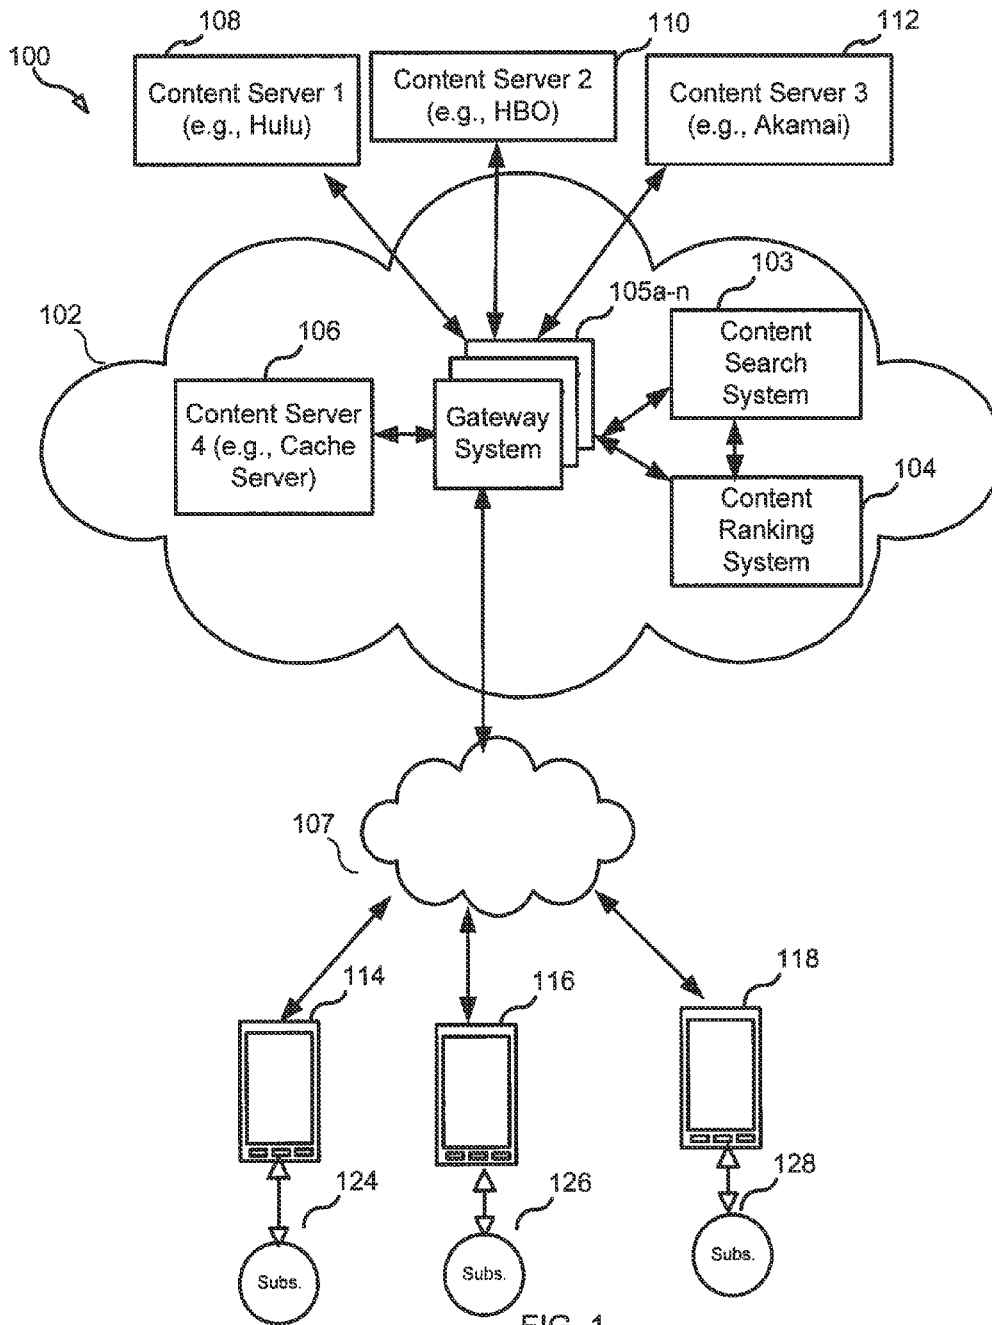 100
108
110
112
Content Server 1
(e.g., Hulu)
Content Server 2
(e.g., HBO)
Content Server 3
(e.g., Akamai)
102
106
105a-n
103
Content Server
4 (e.g., Cache
Server)
Gateway
System
Content
Search
System
104
Content
Ranking
System
107
114
116
118
124
126
128
Subs.
Subs.
Subs.
FIG. 1